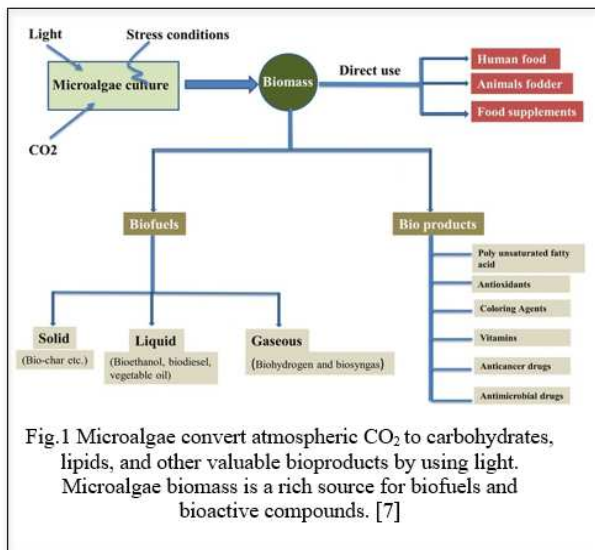 Light
Stress conditions
Microalgae culture
CO2
Biomass
Direct use
Human food
Animals fodder
Food supplements
Biofuels
Bio products
Solid
(Bio-char etc.)
Liquid
(Bioethanol, biodiesel,
vegetable oil)
Gaseous
(Biohydrogen and biosyngas)
Poly unsaturated fatty
acid
Antioxidants
Coloring Agents
Vitamins
Anticancer drugs
Antimicrobial drugs
Fig.1 Microalgae convert atmospheric CO₂ to carbohydrates,
lipids, and other valuable bioproducts by using light.
Microalgae biomass is a rich source for biofuels and
bioactive compounds. [7]